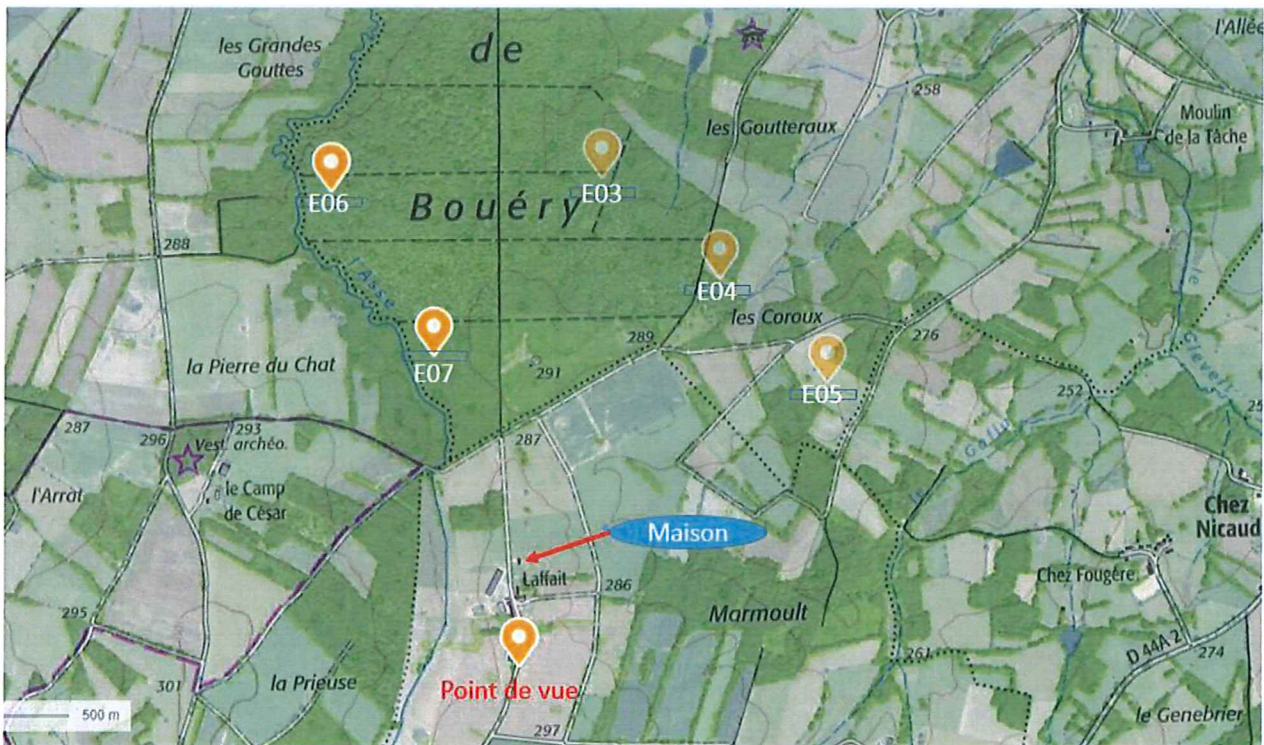 de
les Grandes
Gouttes
l'Allée
258
Moulin
de la Tâche
les Goutteraux
E06
E03
Bouéry
288
l'Asse
E04
les Coroux
289
276
E07
291
la Pierre du Chat
E05
252
25
287
296
293
Vest. archéo.
287
l'Arrat
le Camp
de César
Chez
Nicaud
Maison
Laffait
286
Chez Fougère
Marmoult
295
D 44A 2
274
261
Point de vue
301
la Prieuse
le Genebrier
500 m
297